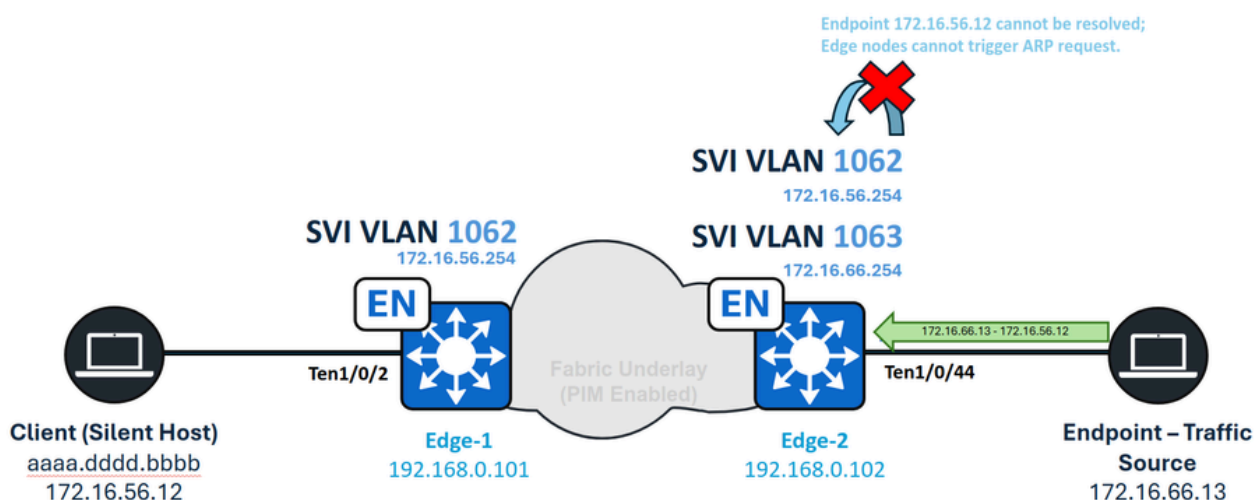 Endpoint 172.16.56.12 cannot be resolved;
Edge nodes cannot trigger ARP request.
SVI VLAN 1062
172.16.56.254
SVI VLAN 1062
172.16.56.254
SVI VLAN 1063
172.16.66.254
EN
EN
172.16.66.13 - 172.16.56.12
Ten1/0/2
Fabric Underlay
(PIM Enabled)
Ten1/0/44
Client (Silent Host)
aaaa.dddd.bbbb
172.16.56.12
Edge-1
192.168.0.101
Edge-2
192.168.0.102
Endpoint – Traffic
Source
172.16.66.13